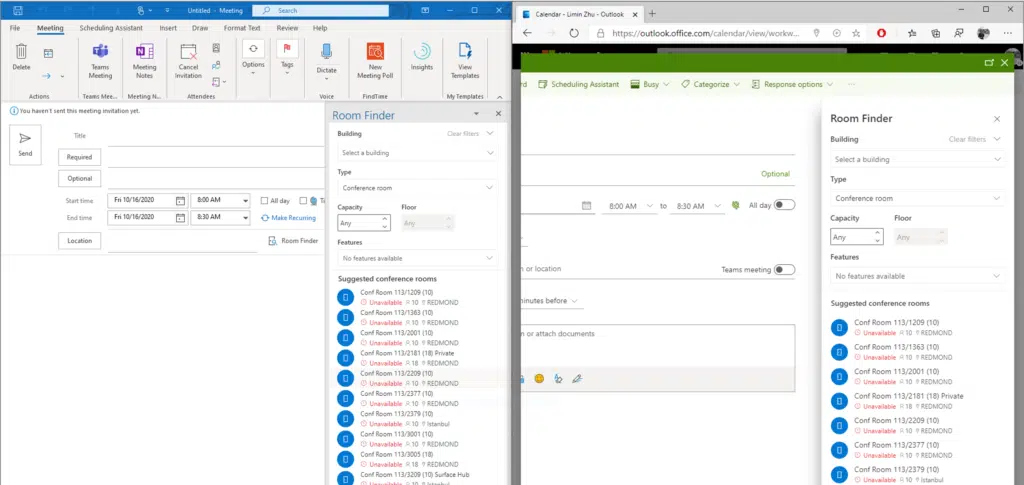 Untitled - Meeting
Search
File Meeting Scheduling Assistant Insert Draw Format Text Review Help
Delete
Teams Meeting
Meeting Notes
Cancel Invitation
Options
Tags
Dictate
New Meeting Poll
Insights
View Templates
Actions
Teams Mee...
Meeting N...
Attendees
Voice
FindTime
My Templates
You haven't sent this meeting invitation yet.
Send
Title
Required
Optional
Start time Fri 10/16/2020 8:00 AM All day
End time Fri 10/16/2020 8:30 AM Make Recurring
Location Room Finder
Room Finder
Building Clear filters
Select a building
Type
Conference room
Capacity Floor
Any Any
Features
No features available
Suggested conference rooms
Conf Room 113/1209 (10)
Unavailable 10 REDMOND
Conf Room 113/1363 (10)
Unavailable 10 REDMOND
Conf Room 113/2001 (10)
Unavailable 10 REDMOND
Conf Room 113/2181 (18) Private
Unavailable 18 REDMOND
Conf Room 113/2209 (10)
Unavailable 10 REDMOND
Conf Room 113/2377 (10)
Unavailable 10 REDMOND
Conf Room 113/2379 (10)
Unavailable 10 Istanbul
Conf Room 113/3001 (10)
Unavailable 10 REDMOND
Conf Room 113/3005 (18)
Unavailable 18 REDMOND
Conf Room 113/3209 (10) Surface Hub
Unavailable 10 Istanbul
Calendar - Limin Zhu - Outlook
https://outlook.office.com/calendar/view/workw...
rd Scheduling Assistant Busy Categorize Response options ...
Optional
8:00 AM to 8:30 AM All day
n or location Teams meeting
minutes before
n or attach documents
Room Finder
Building Clear filters
Select a building
Type
Conference room
Capacity Floor
Any Any
Features
No features available
Suggested conference rooms
Conf Room 113/1209 (10)
Unavailable 10 REDMOND
Conf Room 113/1363 (10)
Unavailable 10 REDMOND
Conf Room 113/2001 (10)
Unavailable 10 REDMOND
Conf Room 113/2181 (18) Private
Unavailable 18 REDMOND
Conf Room 113/2209 (10)
Unavailable 10 REDMOND
Conf Room 113/2377 (10)
Unavailable 10 REDMOND
Conf Room 113/2379 (10)
Unavailable 10 Istanbul